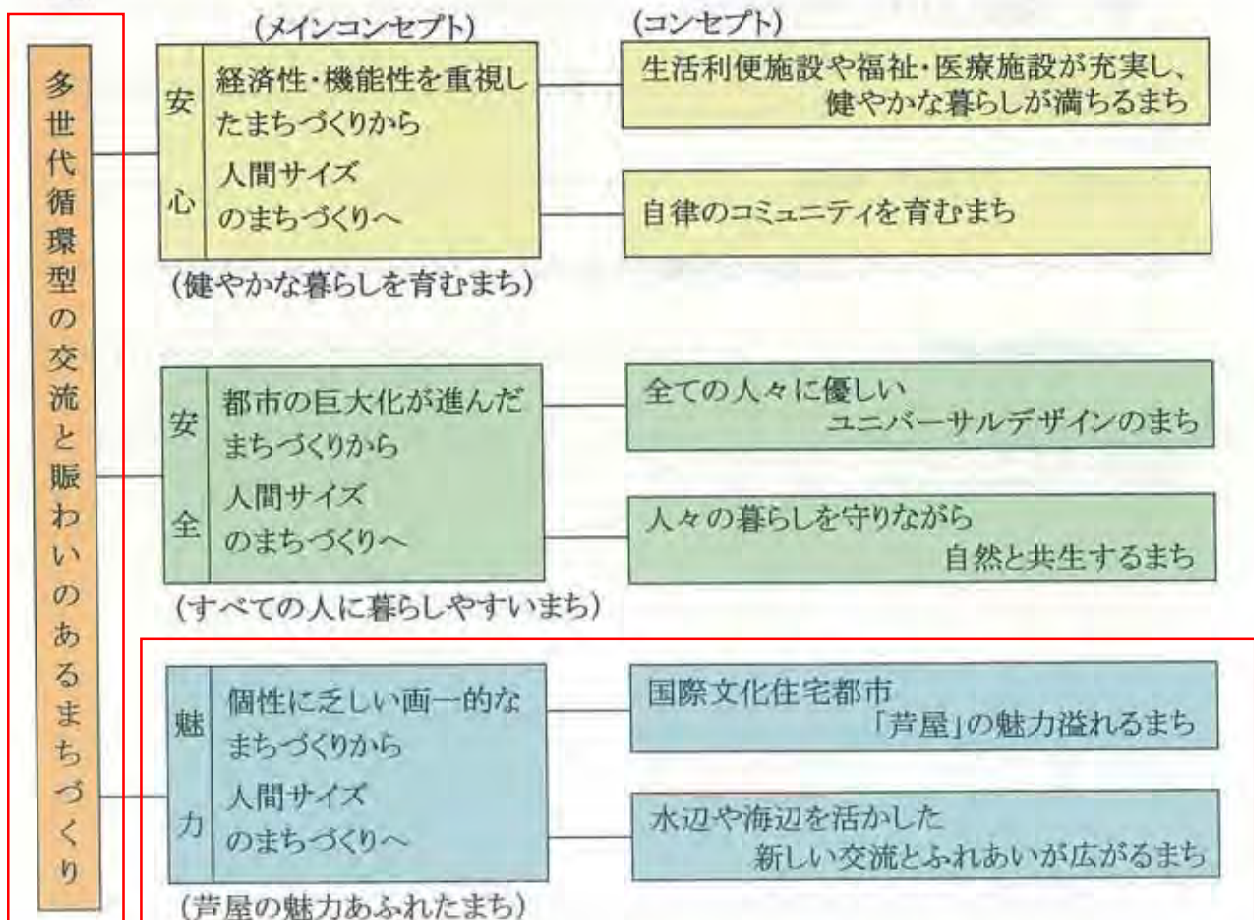 多世代循環型の交流と賑わいのあるまちづくり
(メインコンセプト)
(コンセプト)
安心
経済性・機能性を重視し
たまちづくりから
人間サイズ
のまちづくりへ
(健やかな暮らしを育むまち)
生活利便施設や福祉・医療施設が充実し、
健やかな暮らしが満ちるまち
自律のコミュニティを育むまち
安全
都市の巨大化が進んだ
まちづくりから
人間サイズ
のまちづくりへ
(すべての人に暮らしやすいまち)
全ての人々に優しい
ユニバーサルデザインのまち
人々の暮らしを守りながら
自然と共生するまち
魅力
個性に乏しい画一的な
まちづくりから
人間サイズ
のまちづくりへ
(芦屋の魅力あふれたまち)
国際文化住宅都市
「芦屋」の魅力溢れるまち
水辺や海辺を活かした
新しい交流とふれあいが広がるまち